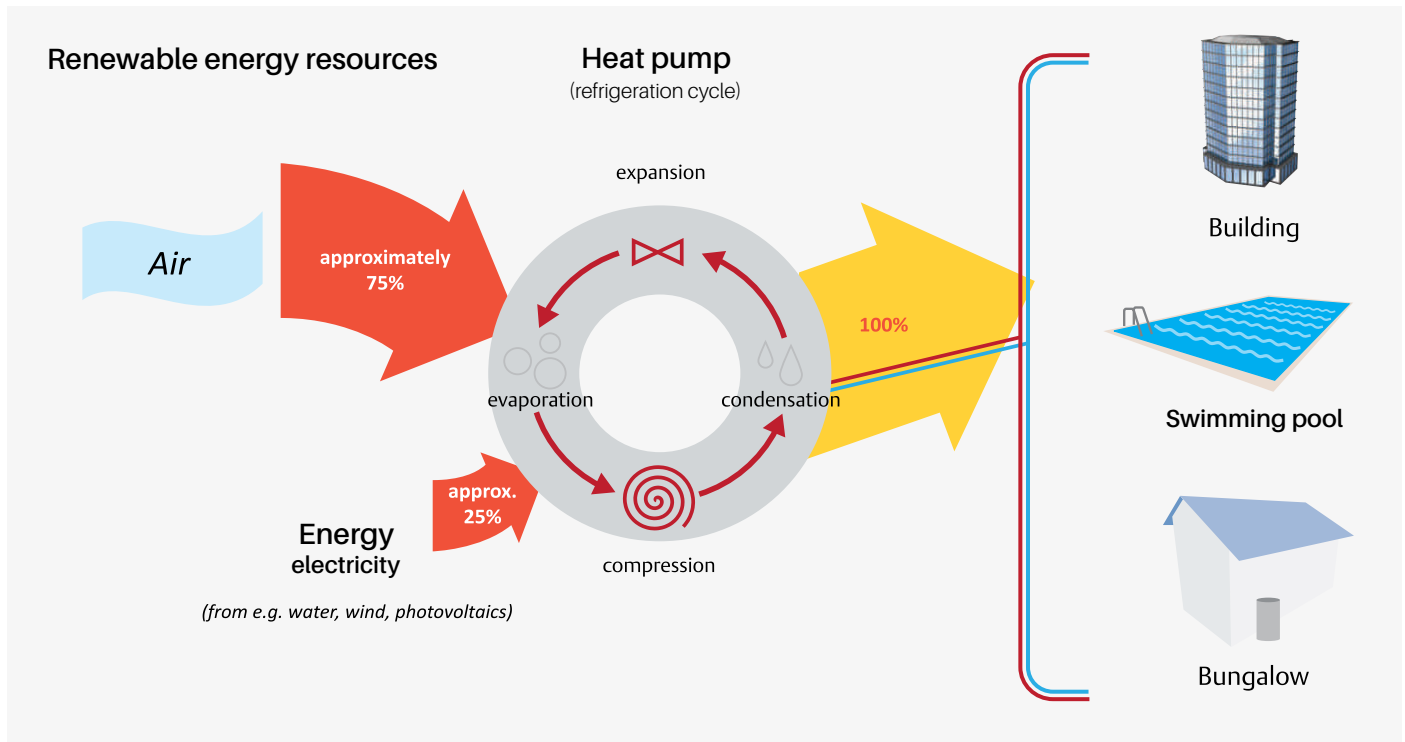 Renewable energy resources
Heat pump
(refrigeration cycle)
expansion
Air
approximately
75%
100%
evaporation
condensation
approx.
25%
Energy
electricity
(from e.g. water, wind, photovoltaics)
compression
Building
Swimming pool
Bungalow